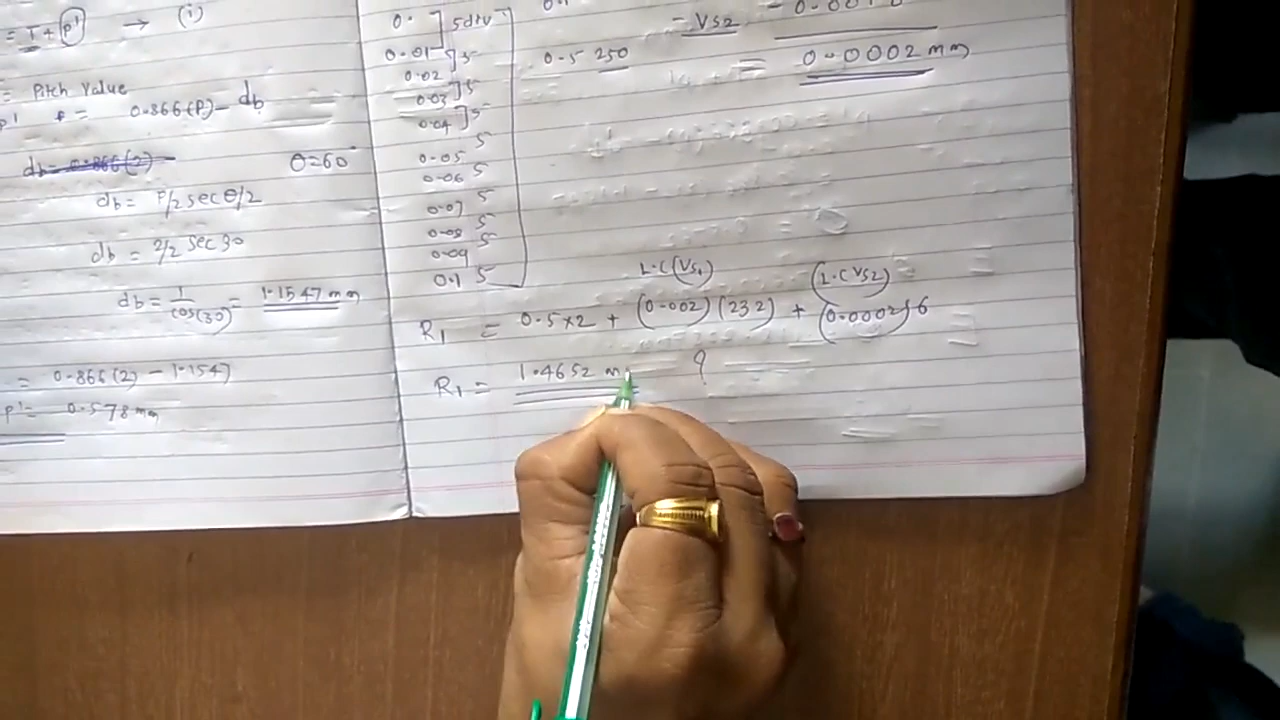 = T + p' → (i)
= Pitch Value
p' = 0.866(P) - db
db = 0.866(2)
θ=60°
db = P/2 sec θ/2
db = 2/2 sec 30
db = 1/cos(30) = 1.1547 mm
= 0.866(2) - 1.1547
p' = 0.578 mm
0. ] 5div
0.01 ] 5
0.02
0.03 ] 5
0.04 ] 5
0.05 5
0.06 5
0.07 5
0.08 5
0.09 5
0.1 5
- VS2
0.5 250
= 0.0002 mm
L.C(VS1) (L.C VS2)
R1 = 0.5×2 + (0.002)(232) + (0.0002)6
R1 = 1.4652 m
9